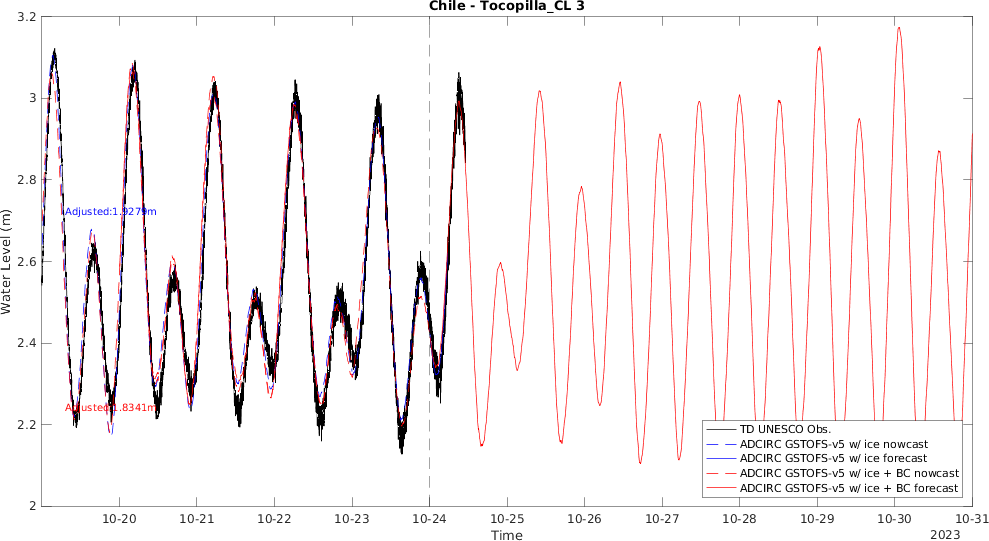 Chile - Tocopilla_CL 3
3.2
3
2.8
2.6
2.4
2.2
2
Water Level (m)
Adjusted:1.9279m
Adjusted:1.8341m
TD UNESCO Obs.
ADCIRC GSTOFS-v5 w/ ice nowcast
ADCIRC GSTOFS-v5 w/ ice forecast
ADCIRC GSTOFS-v5 w/ ice + BC nowcast
ADCIRC GSTOFS-v5 w/ ice + BC forecast
10-20 10-21 10-22 10-23 10-24 10-25 10-26 10-27 10-28 10-29 10-30 10-31
Time
2023